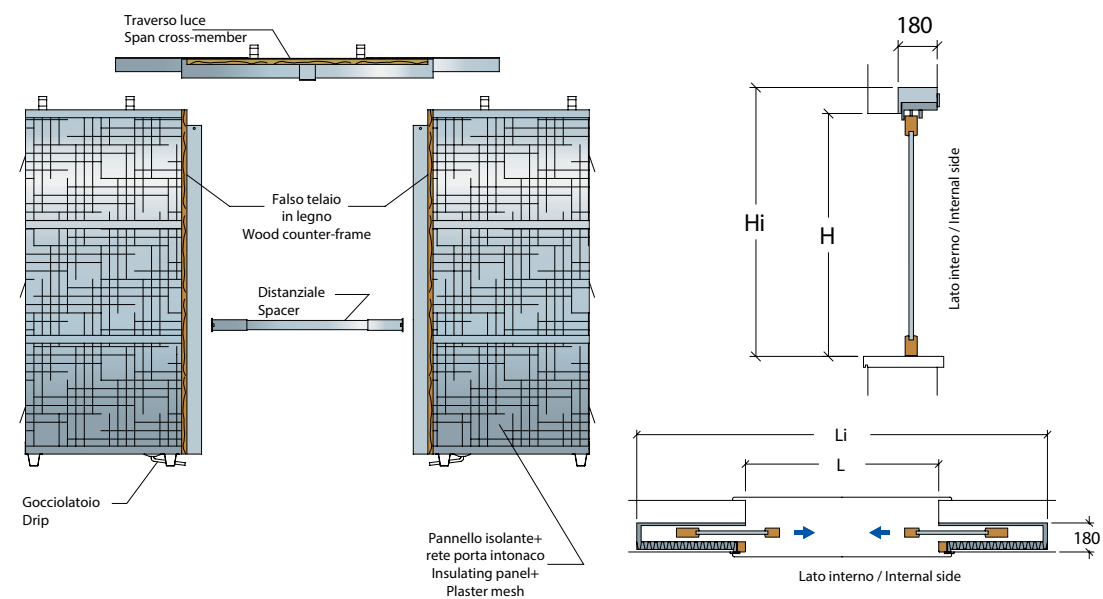 Traverso luce
Span cross-member
Falso telaio
in legno
Wood counter-frame
Distanziale
Spacer
Gocciolatoio
Drip
Pannello isolante+
rete porta intonaco
Insulating panel+
Plaster mesh
180
Hi
H
Lato interno / Internal side
Li
L
180
Lato interno / Internal side